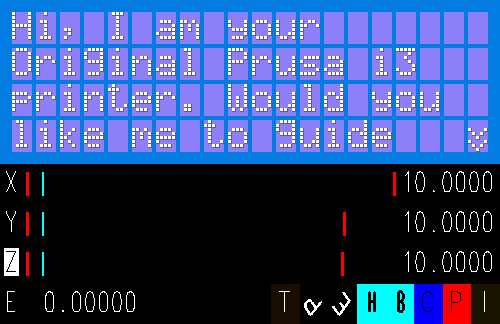 Hi, I am your
Original Prusa i3
printer. Would you
like me to guide v
X 10.0000
Y 10.0000
Z 10.0000
E 0.00000 T H B C P I